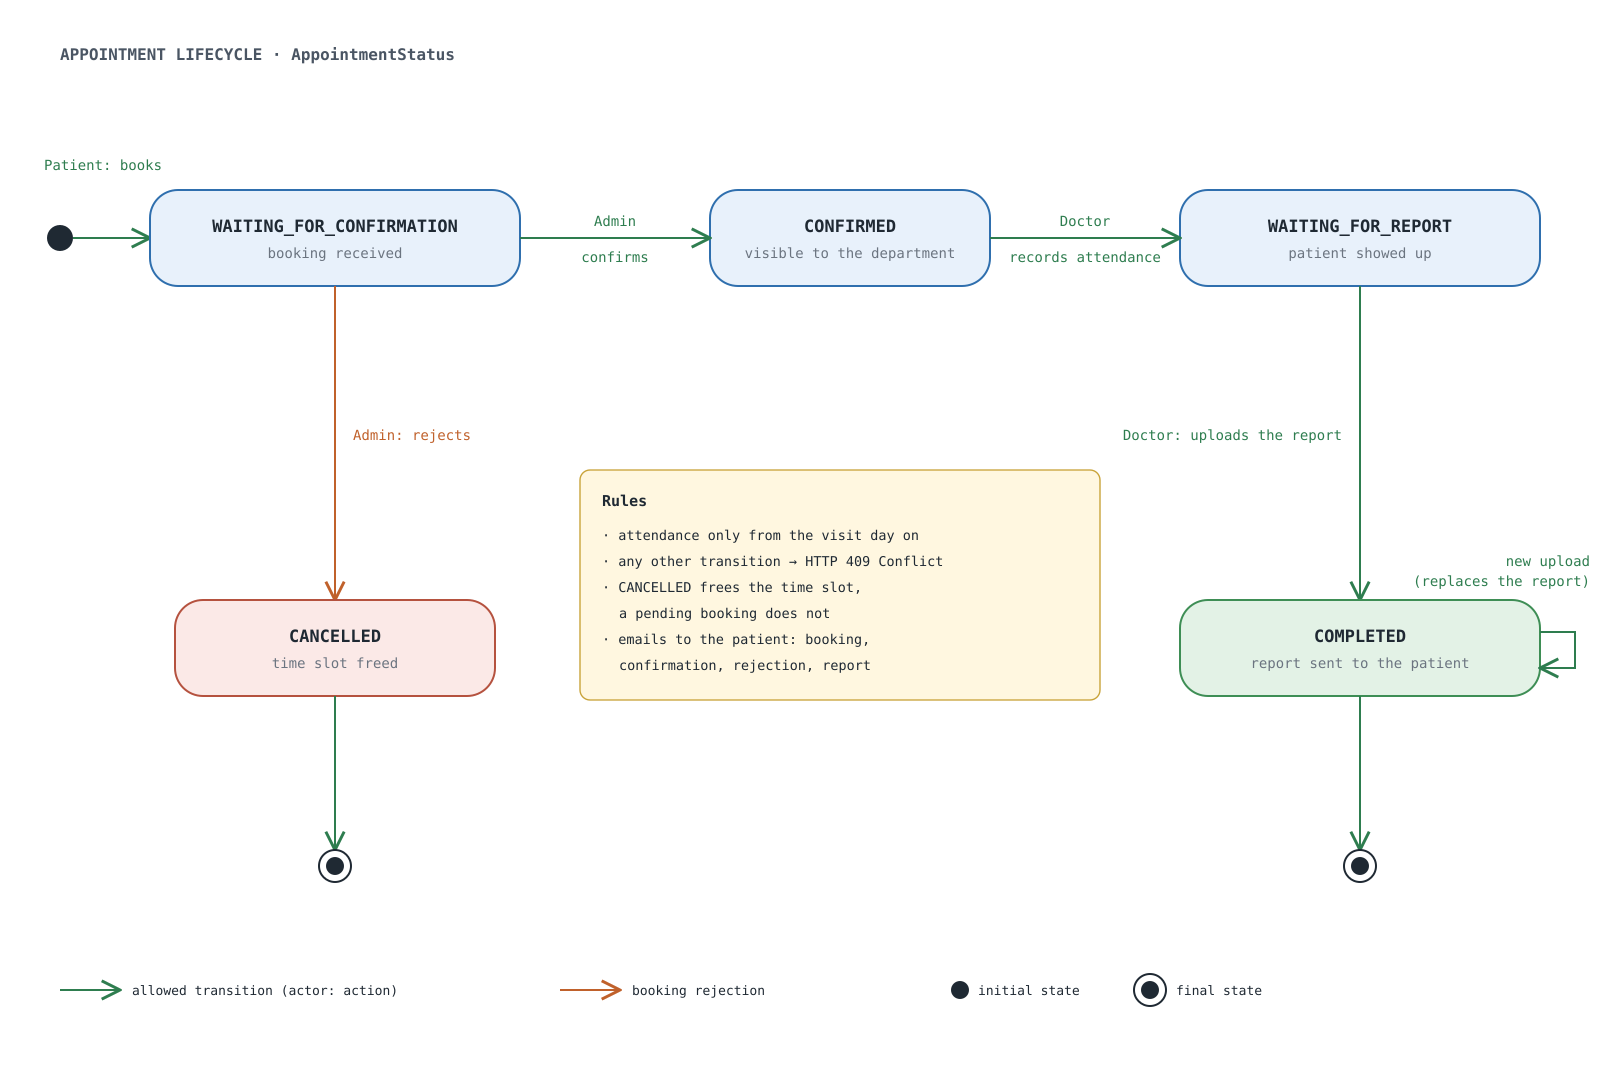 APPOINTMENT LIFECYCLE · AppointmentStatus
Patient: books
WAITING_FOR_CONFIRMATION
booking received
Admin
confirms
CONFIRMED
visible to the department
Doctor
records attendance
WAITING_FOR_REPORT
patient showed up
Admin: rejects
Doctor: uploads the report
Rules
· attendance only from the visit day on
· any other transition → HTTP 409 Conflict
· CANCELLED frees the time slot,
a pending booking does not
· emails to the patient: booking,
confirmation, rejection, report
new upload
(replaces the report)
CANCELLED
time slot freed
COMPLETED
report sent to the patient
allowed transition (actor: action)
booking rejection
initial state
final state